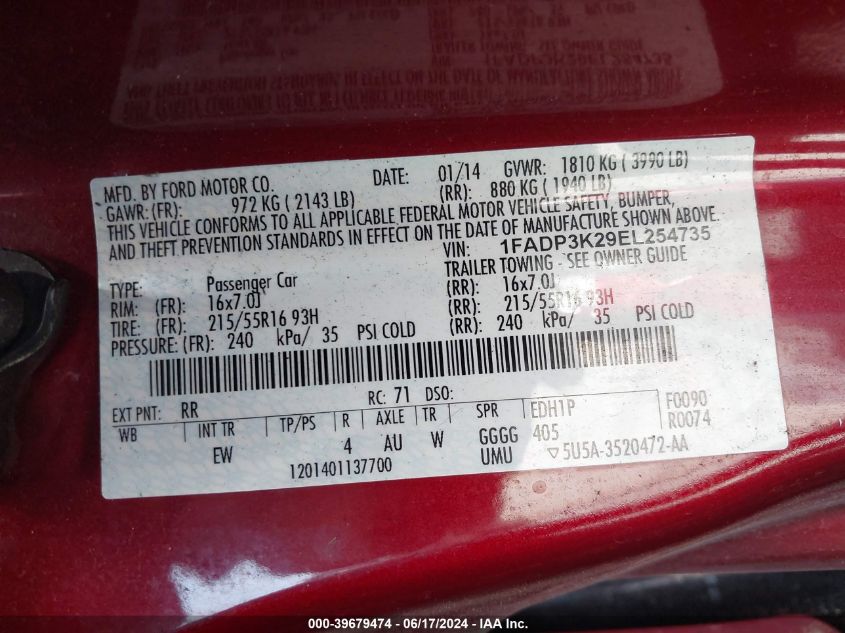 MFD. BY FORD MOTOR CO. DATE: 01/14 GVWR: 1810 KG ( 3990 LB)
GAWR: (FR): 972 KG ( 2143 LB) (RR): 880 KG ( 1940 LB)
THIS VEHICLE CONFORMS TO ALL APPLICABLE FEDERAL MOTOR VEHICLE SAFETY, BUMPER,
AND THEFT PREVENTION STANDARDS IN EFFECT ON THE DATE OF MANUFACTURE SHOWN ABOVE
VIN: 1FADP3K29EL254735
TYPE: Passenger Car TRAILER TOWING - SEE OWNER GUIDE
RIM: (FR): 16x7.0J (RR): 16x7.0J
TIRE: (FR): 215/55R16 93H (RR): 215/55R16 93H
PRESSURE: (FR): 240 kPa/ 35 PSI COLD (RR): 240 kPa/ 35 PSI COLD
EXT PNT: RR RC: 71 DSO:
WB INT TR TP/PS R AXLE TR SPR EDH1P F0090
EW 4 AU W GGGG 405 R0074
1201401137700 UMU ▽5U5A-3520472-AA
000-39679474 / 06/17/2024 - IAA Inc.